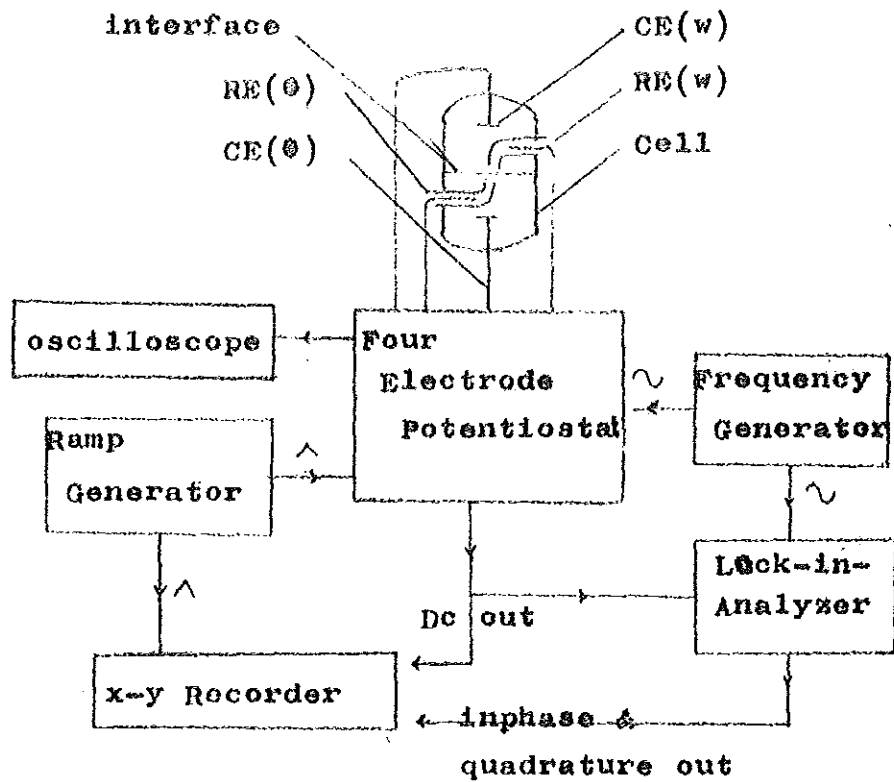 interface
CE(w)
RE(0)
RE(w)
CE(0)
Cell
oscilloscope
Four
Electrode
Potentiostat
Frequency
Generator
Ramp
Generator
Lock-in-
Analyzer
Dc out
x-y Recorder
inphase &
quadrature out